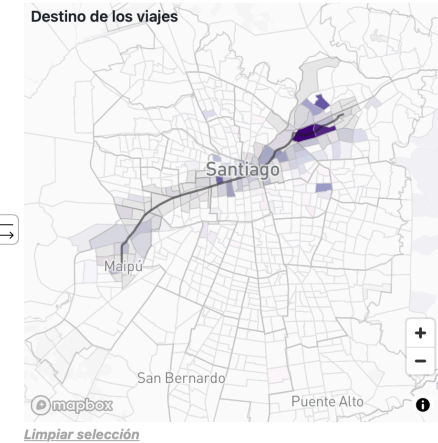 Destino de los viajes
Santiago
Maipú
San Bernardo
Puente Alto
mapbox
Limpiar selección